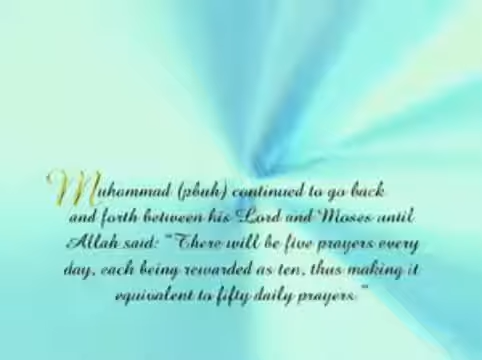 Muhammad (pbuh) continued to go back
and forth between his Lord and Moses until
Allah said: "There will be five prayers every
day, each being rewarded as ten, thus making it
equivalent to fifty daily prayers."